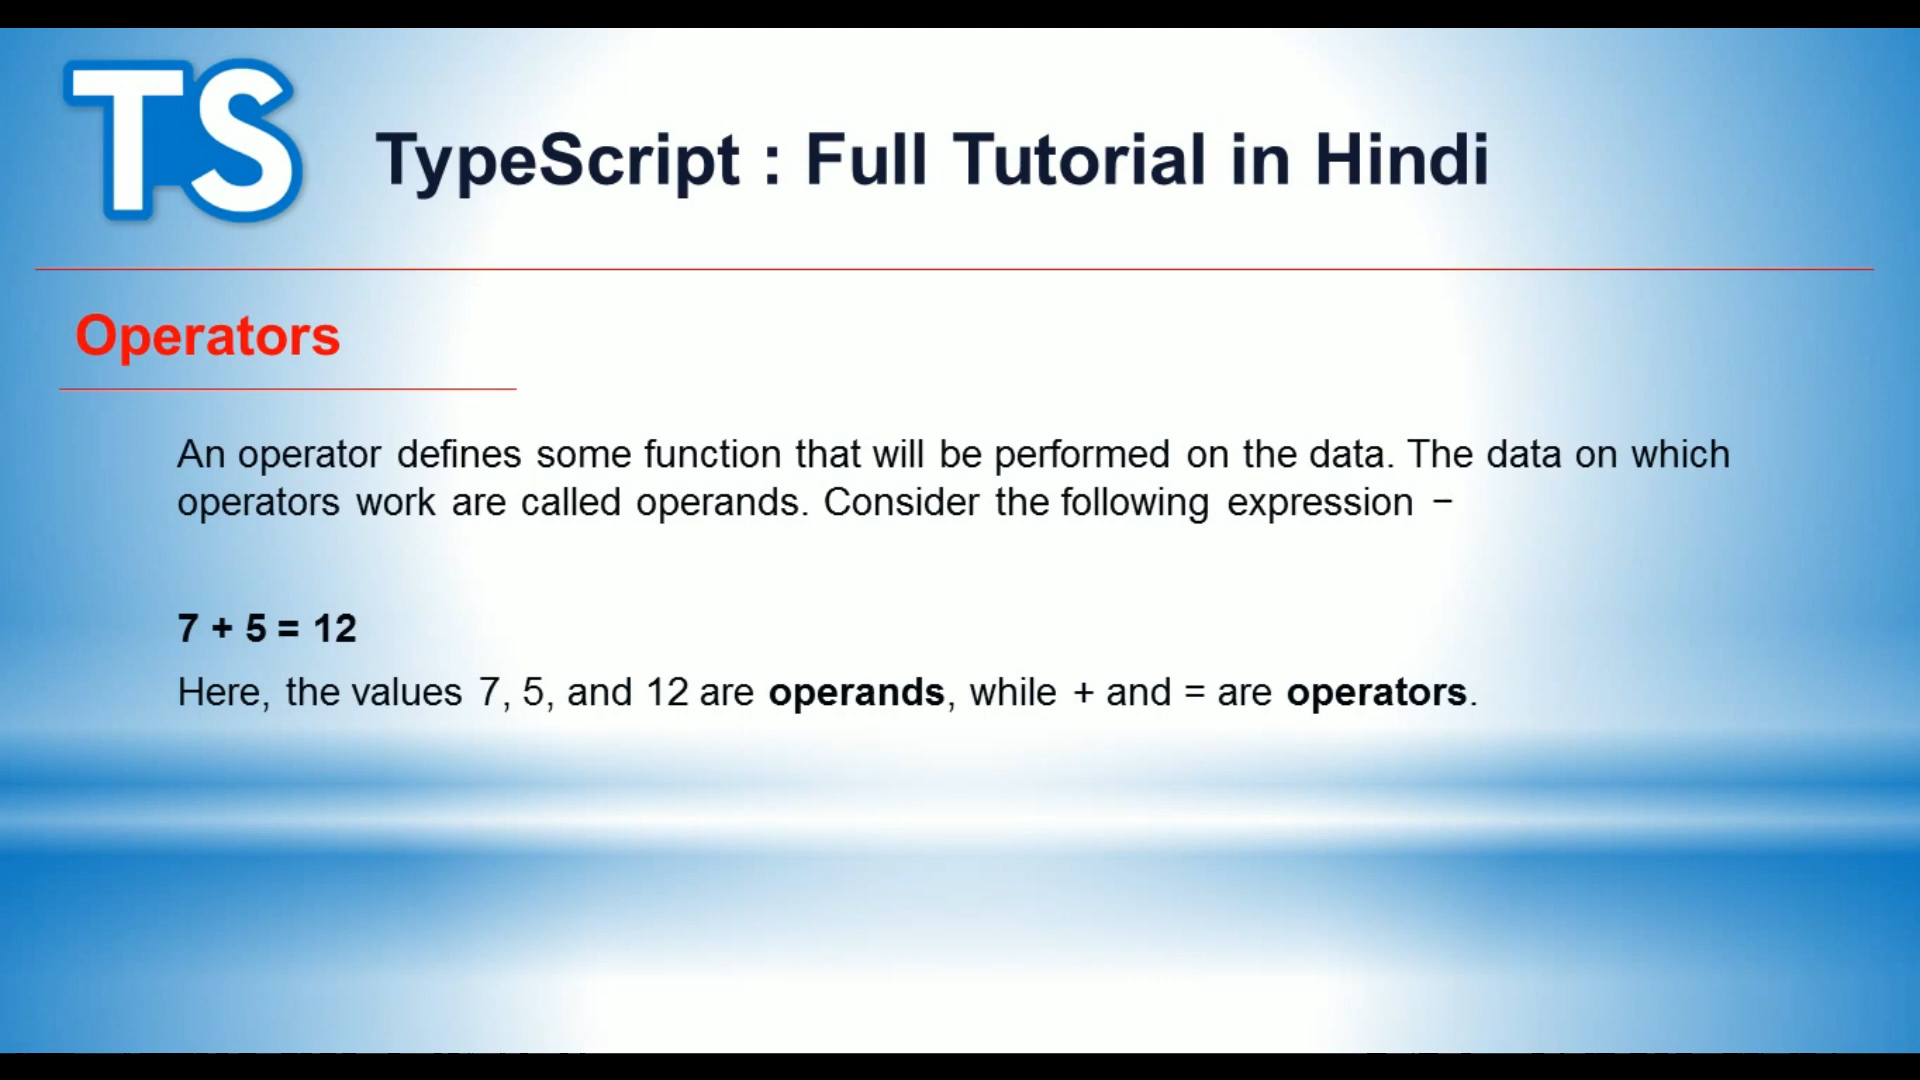 TS
TypeScript : Full Tutorial in Hindi
Operators
An operator defines some function that will be performed on the data. The data on which
operators work are called operands. Consider the following expression −
7 + 5 = 12
Here, the values 7, 5, and 12 are operands, while + and = are operators.